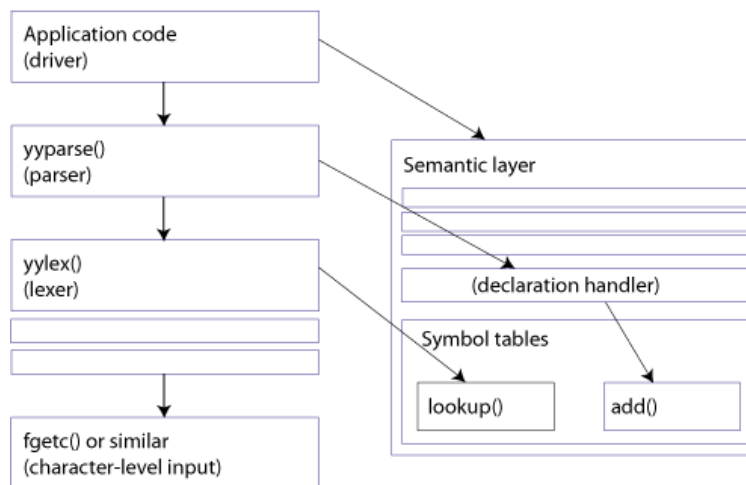 Application code
(driver)
yyparse()
(parser)
yylex()
(lexer)
fgetc() or similar
(character-level input)
Semantic layer
(declaration handler)
Symbol tables
lookup()
add()